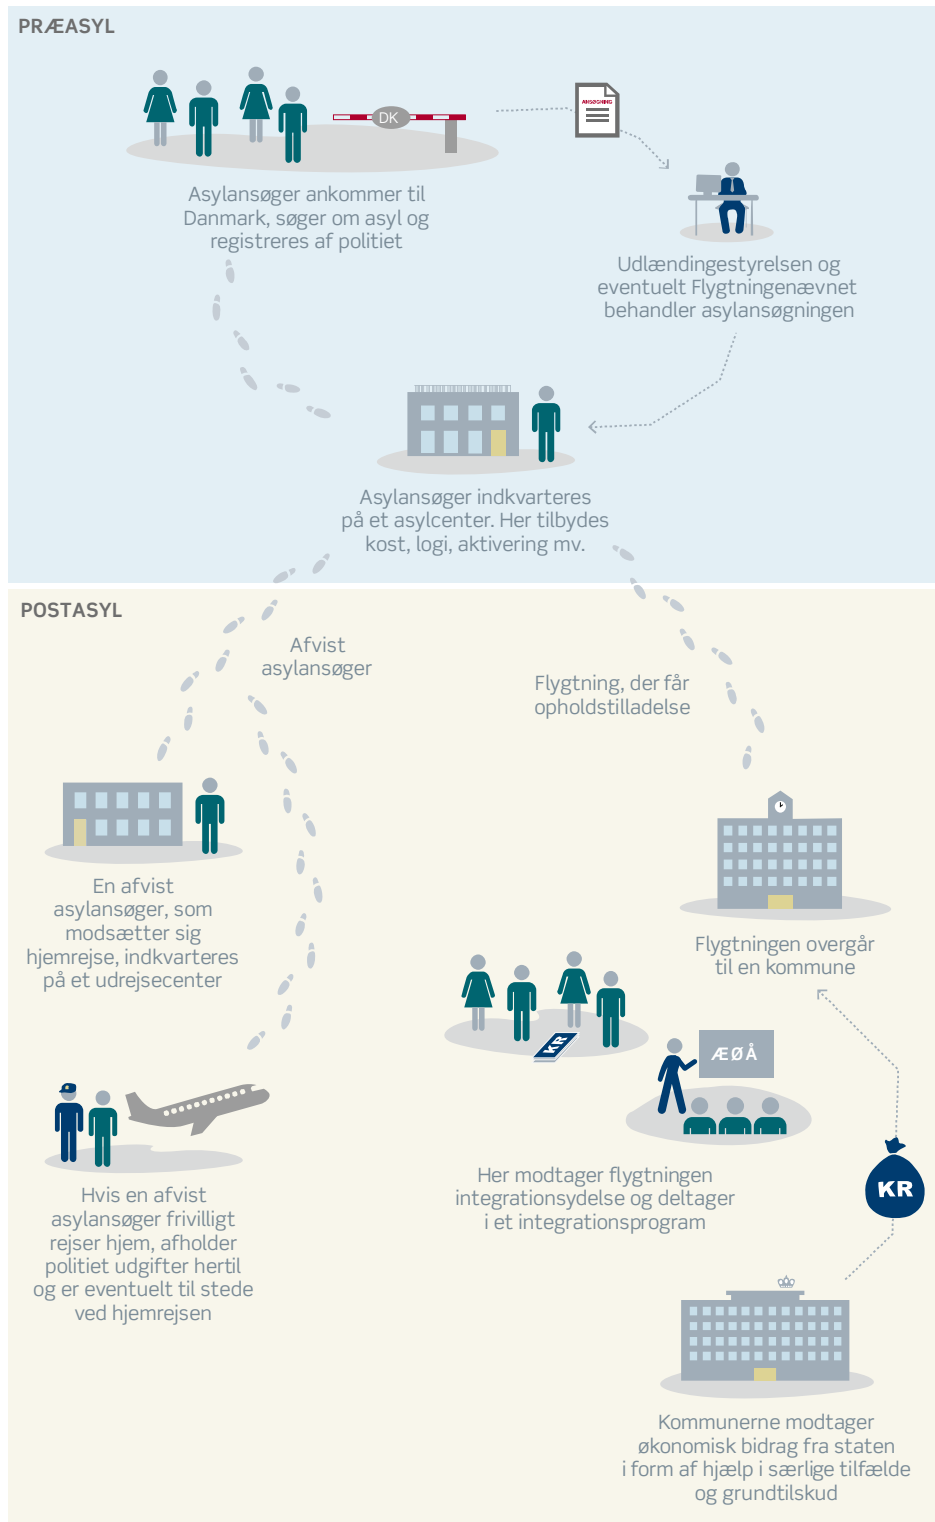 PRÆASYL
DK
ANSØGNING
Asylansøger ankommer til
Danmark, søger om asyl og
registreres af politiet
Udlændingestyrelsen og
eventuelt Flygtningenævnet
behandler asylansøgningen
Asylansøger indkvarteres
på et asylcenter. Her tilbydes
kost, logi, aktivering mv.
POSTASYL
Afvist
asylansøger
Flygtning, der får
opholdstilladelse
En afvist
asylansøger, som
modsætter sig
hjemrejse, indkvarteres
på et udrejsecenter
Flygtningen overgår
til en kommune
KR
ÆØÅ
Her modtager flygtningen
integrationsydelse og deltager
i et integrationsprogram
KR
Hvis en afvist
asylansøger frivilligt
rejser hjem, afholder
politiet udgifter hertil
og er eventuelt til stede
ved hjemrejsen
Kommunerne modtager
økonomisk bidrag fra staten
i form af hjælp i særlige tilfælde
og grundtilskud